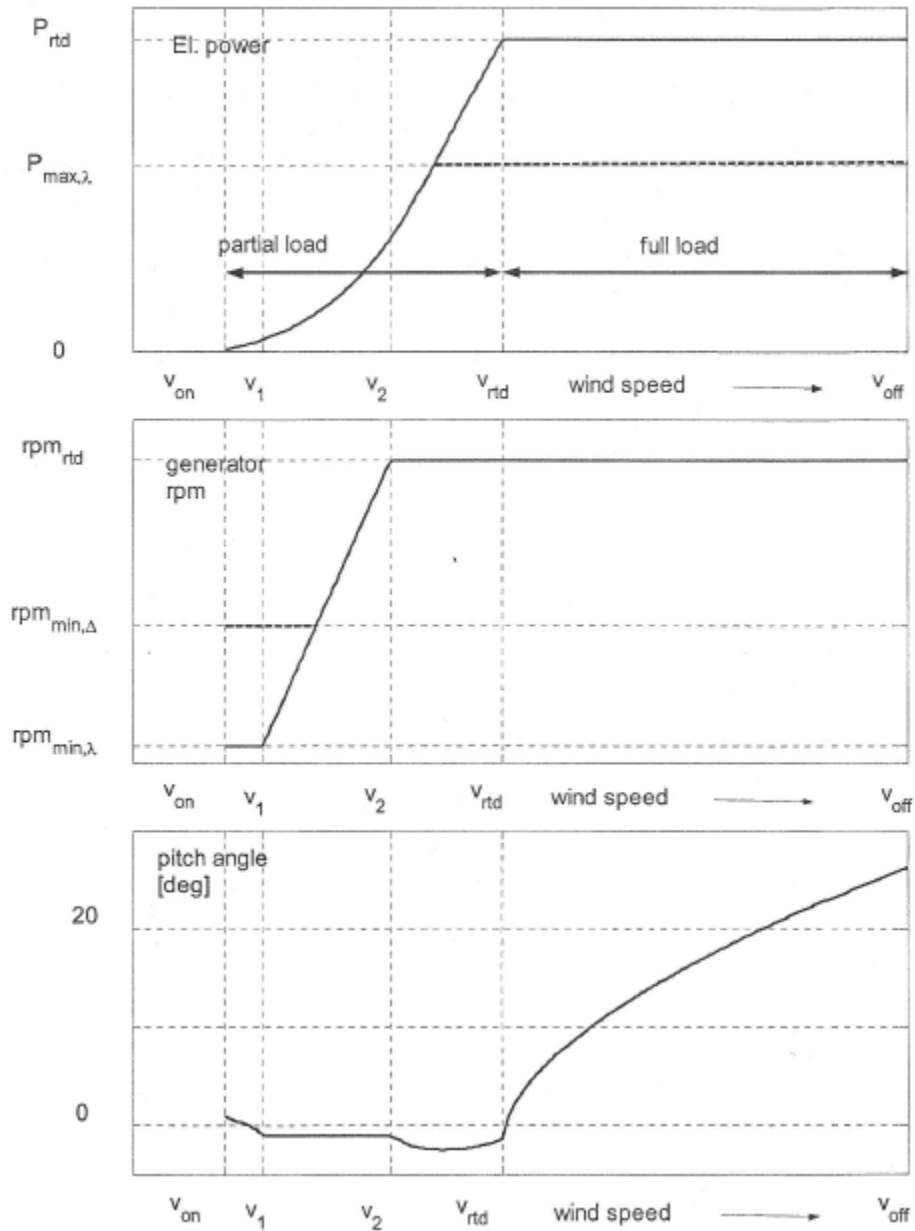 P_rtd
El. power
P_max,λ
partial load full load
0
v_on v_1 v_2 v_rtd wind speed v_off
rpm_rtd
generator
rpm
rpm_min,Δ
rpm_min,λ
v_on v_1 v_2 v_rtd wind speed v_off
pitch angle
[deg]
20
0
v_on v_1 v_2 v_rtd wind speed v_off